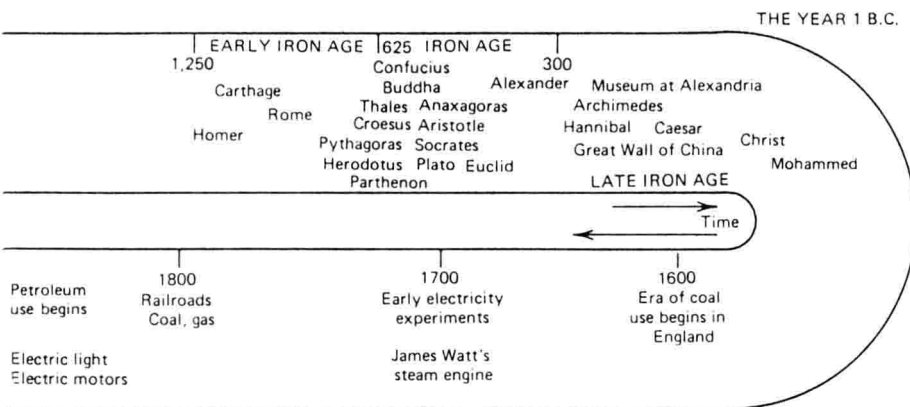 THE YEAR 1 B.C.
EARLY IRON AGE 625 IRON AGE
1,250 300
Confucius
Carthage Buddha Alexander Museum at Alexandria
Rome Thales Anaxagoras Archimedes
Homer Croesus Aristotle Hannibal Caesar
Pythagoras Socrates Great Wall of China Christ
Herodotus Plato Euclid Mohammed
Parthenon LATE IRON AGE
Time
1800 1700 1600
Petroleum
use begins
Railroads
Coal, gas
Early electricity
experiments
Era of coal
use begins in
England
Electric light
Electric motors
James Watt's
steam engine